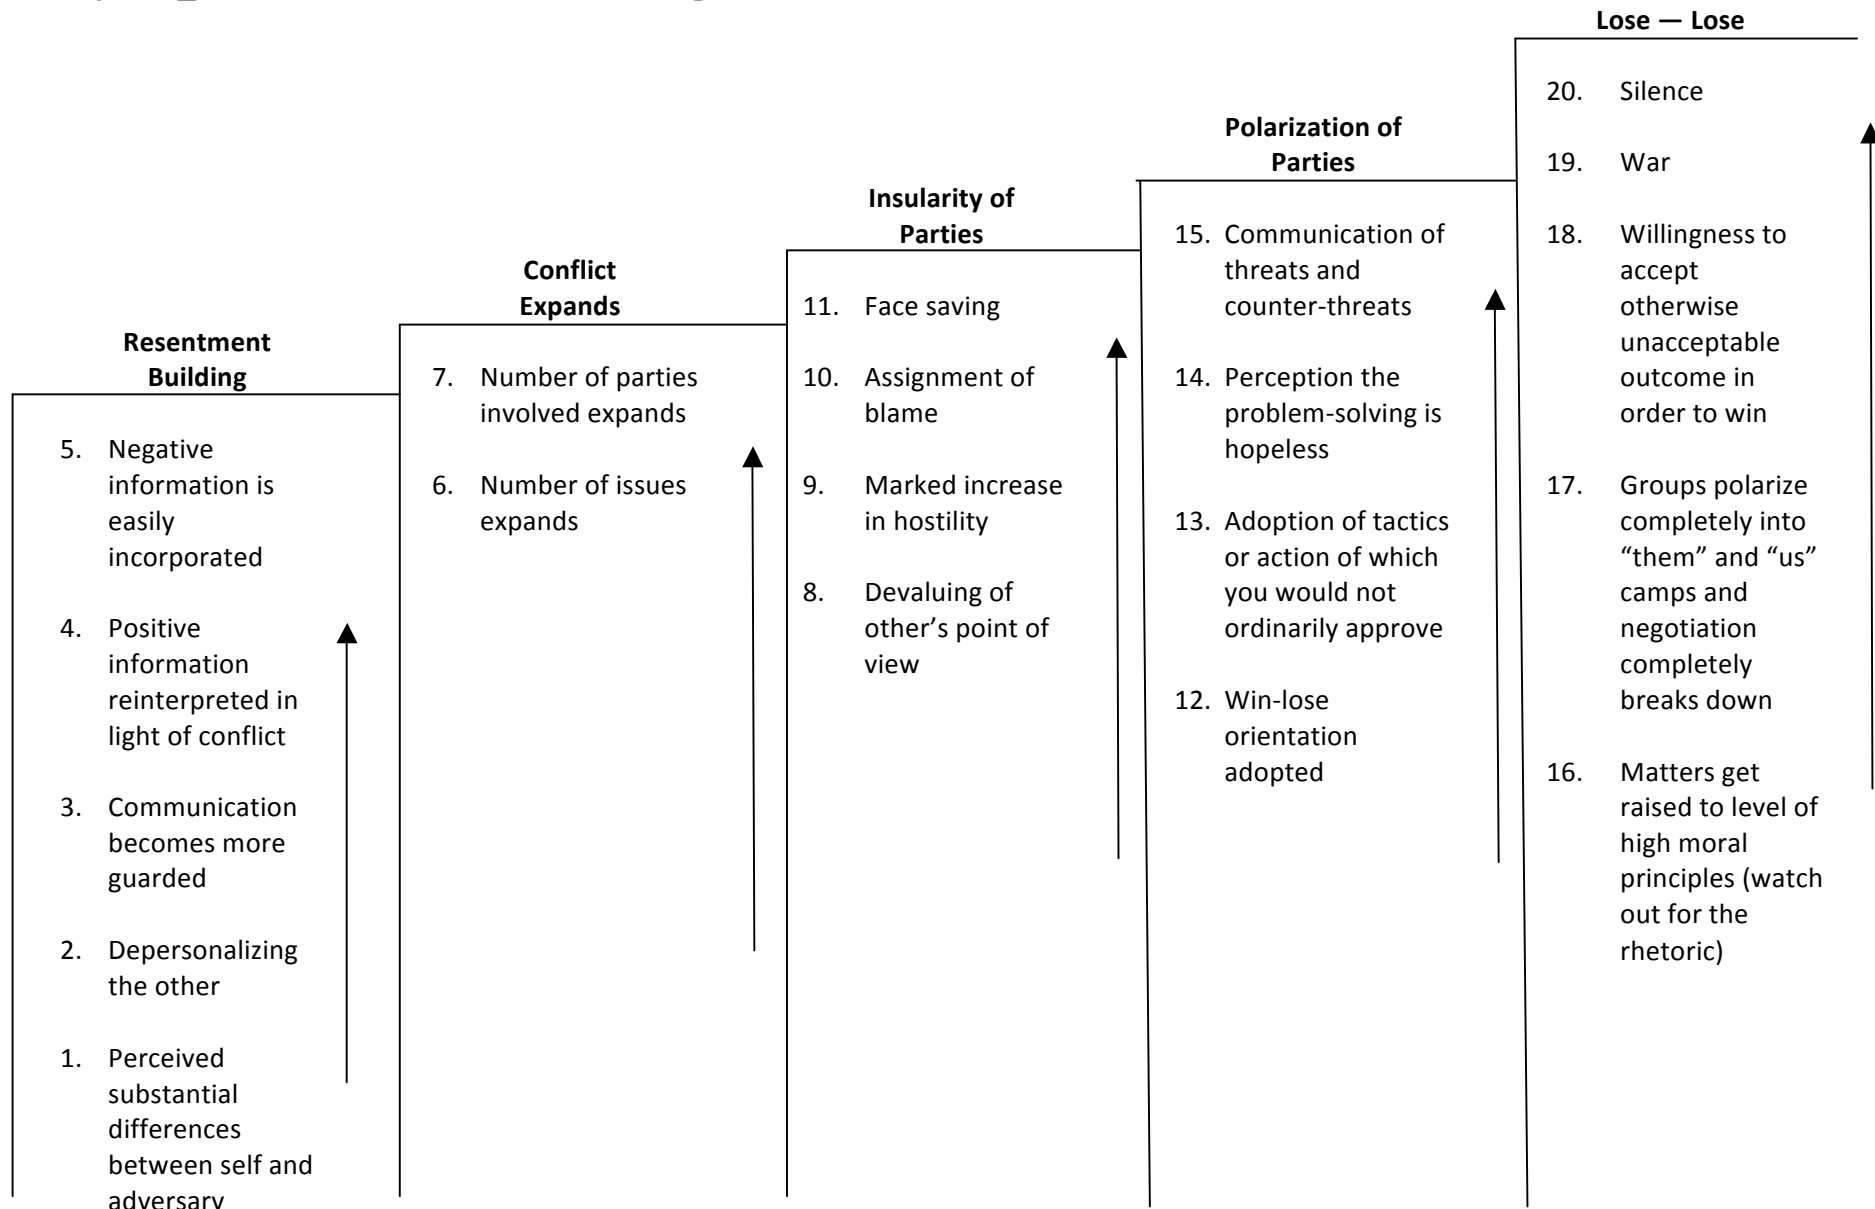 Resentment
Building
5. Negative
information is
easily
incorporated
4. Positive
information
reinterpreted in
light of conflict
3. Communication
becomes more
guarded
2. Depersonalizing
the other
1. Perceived
substantial
differences
between self and
adversary
Conflict
Expands
7. Number of parties
involved expands
6. Number of issues
expands
Insularity of
Parties
11. Face saving
10. Assignment of
blame
9. Marked increase
in hostility
8. Devaluing of
other’s point of
view
Polarization of
Parties
15. Communication of
threats and
counter-threats
14. Perception the
problem-solving is
hopeless
13. Adoption of tactics
or action of which
you would not
ordinarily approve
12. Win-lose
orientation
adopted
Lose — Lose
20. Silence
19. War
18. Willingness to
accept
otherwise
unacceptable
outcome in
order to win
17. Groups polarize
completely into
“them” and “us”
camps and
negotiation
completely
breaks down
16. Matters get
raised to level of
high moral
principles (watch
out for the
rhetoric)